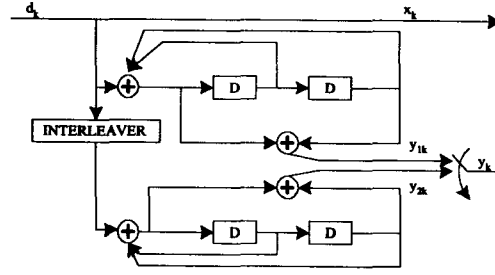 d_k
x_k
D
D
INTERLEAVER
y_1k
y_k
y_2k
D
D